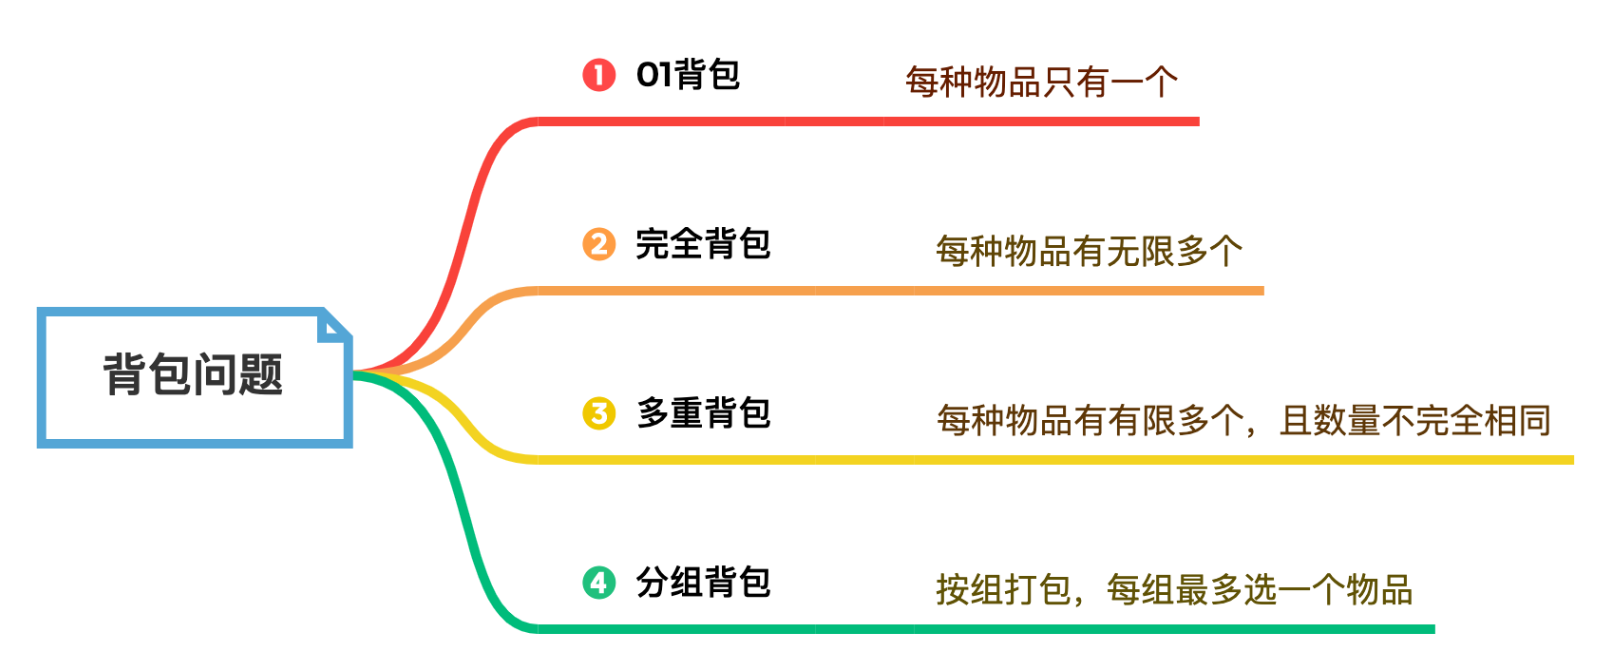 背包问题
1 01背包 每种物品只有一个
2 完全背包 每种物品有无限多个
3 多重背包 每种物品有有限多个，且数量不完全相同
4 分组背包 按组打包，每组最多选一个物品